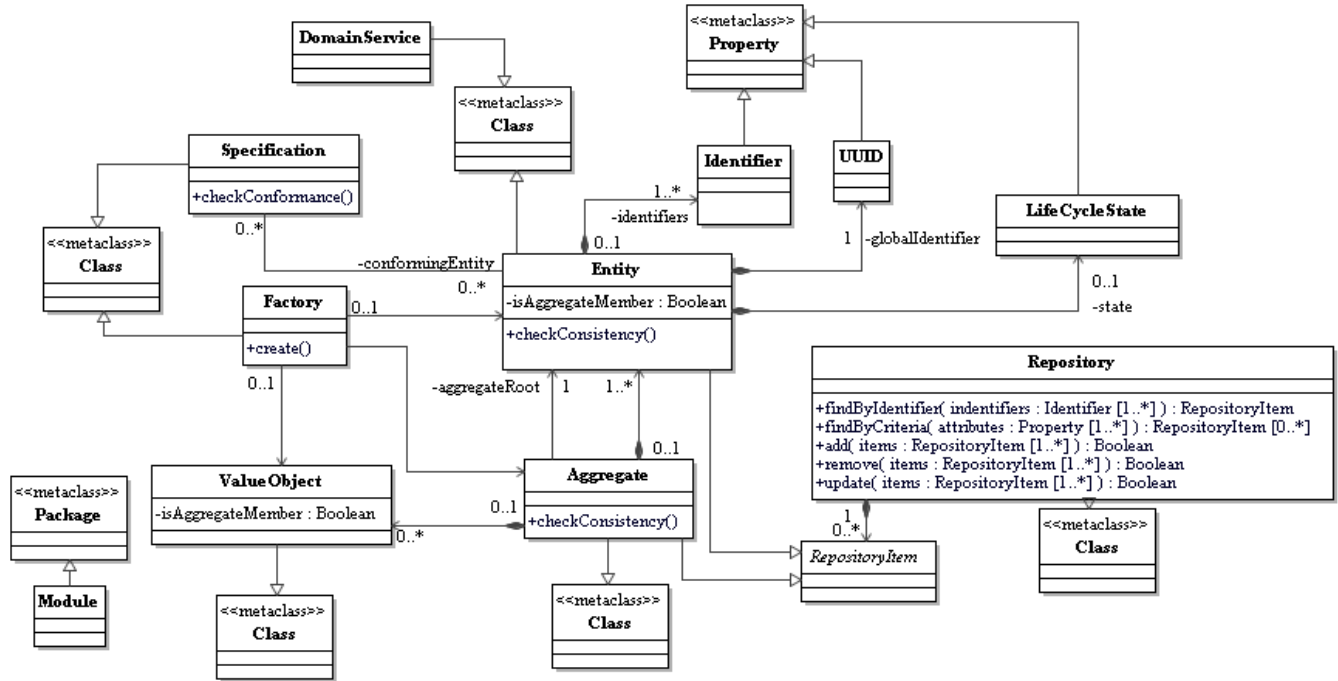 <<metaclass>>
Property
DomainService
<<metaclass>>
Class
Specification
+checkConformance()
0..*
Identifier
UUID
1..*
-identifiers
0..1
LifeCycleState
1
-globalIdentifier
0..1
-state
<<metaclass>>
Class
-conformingEntity
0..*
Entity
-isAggregateMember : Boolean
+checkConsistency()
Factory
+create()
0..1
0..1
-aggregateRoot
1
1..*
0..1
Repository
+findByIdentifier( indentifiers : Identifier [1..*] ) : RepositoryItem
+findByCriteria( attributes : Property [1..*] ) : RepositoryItem [0..*]
+add( items : RepositoryItem [1..*] ) : Boolean
+remove( items : RepositoryItem [1..*] ) : Boolean
+update( items : RepositoryItem [1..*] ) : Boolean
ValueObject
-isAggregateMember : Boolean
0..*
0..1
Aggregate
+checkConsistency()
1
0..*
RepositoryItem
<<metaclass>>
Class
<<metaclass>>
Package
Module
<<metaclass>>
Class
<<metaclass>>
Class